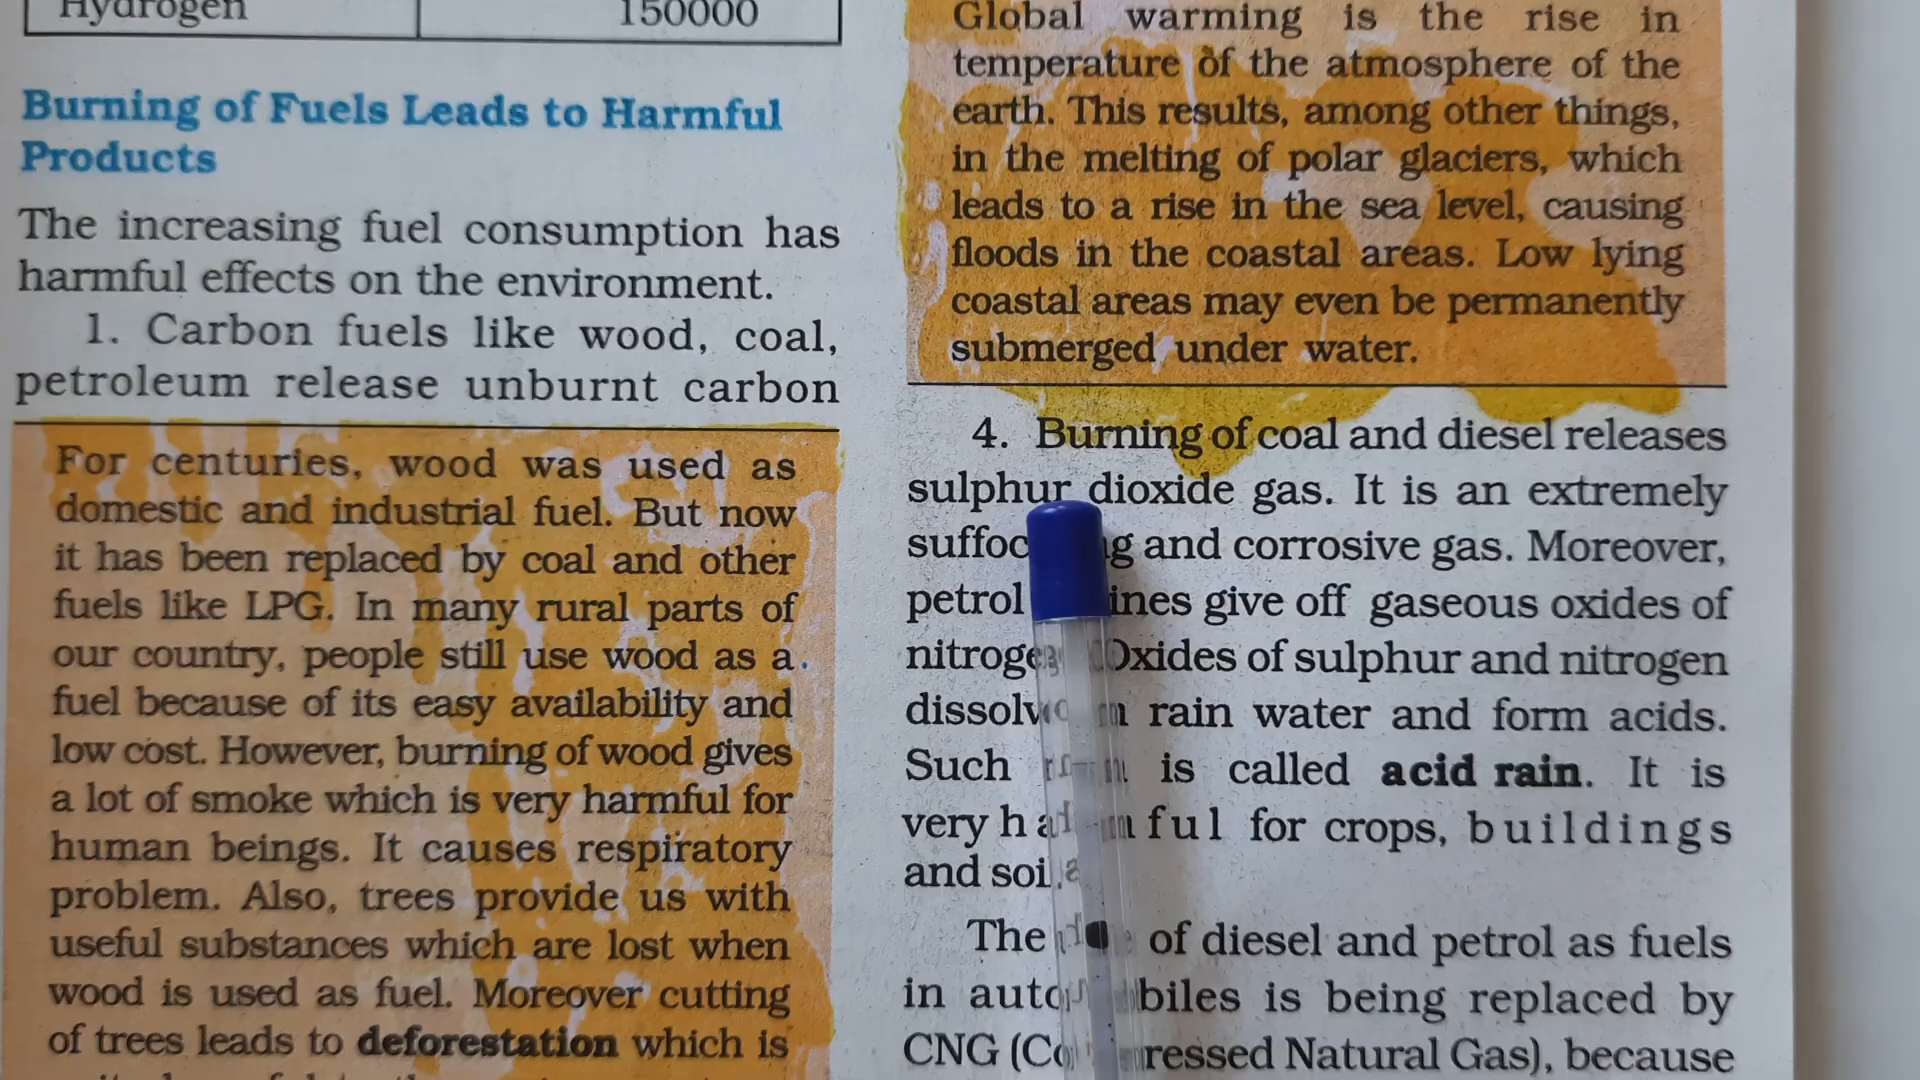 Hydrogen 150000
Burning of Fuels Leads to Harmful
Products
The increasing fuel consumption has
harmful effects on the environment.
1. Carbon fuels like wood, coal,
petroleum release unburnt carbon
For centuries, wood was used as
domestic and industrial fuel. But now
it has been replaced by coal and other
fuels like LPG. In many rural parts of
our country, people still use wood as a
fuel because of its easy availability and
low cost. However, burning of wood gives
a lot of smoke which is very harmful for
human beings. It causes respiratory
problem. Also, trees provide us with
useful substances which are lost when
wood is used as fuel. Moreover cutting
of trees leads to deforestation which is
Global warming is the rise in
temperature of the atmosphere of the
earth. This results, among other things,
in the melting of polar glaciers, which
leads to a rise in the sea level, causing
floods in the coastal areas. Low lying
coastal areas may even be permanently
submerged under water.
4. Burning of coal and diesel releases
sulphur dioxide gas. It is an extremely
and corrosive gas. Moreover,
petrol give off gaseous oxides of
Oxides of sulphur and nitrogen
rain water and form acids.
Such is called acid rain. It is
very harmful for crops, buildings
and
The of diesel and petrol as fuels
in is being replaced by
CNG Natural Gas), because